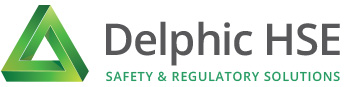 Delphic HSE
SAFETY & REGULATORY SOLUTIONS